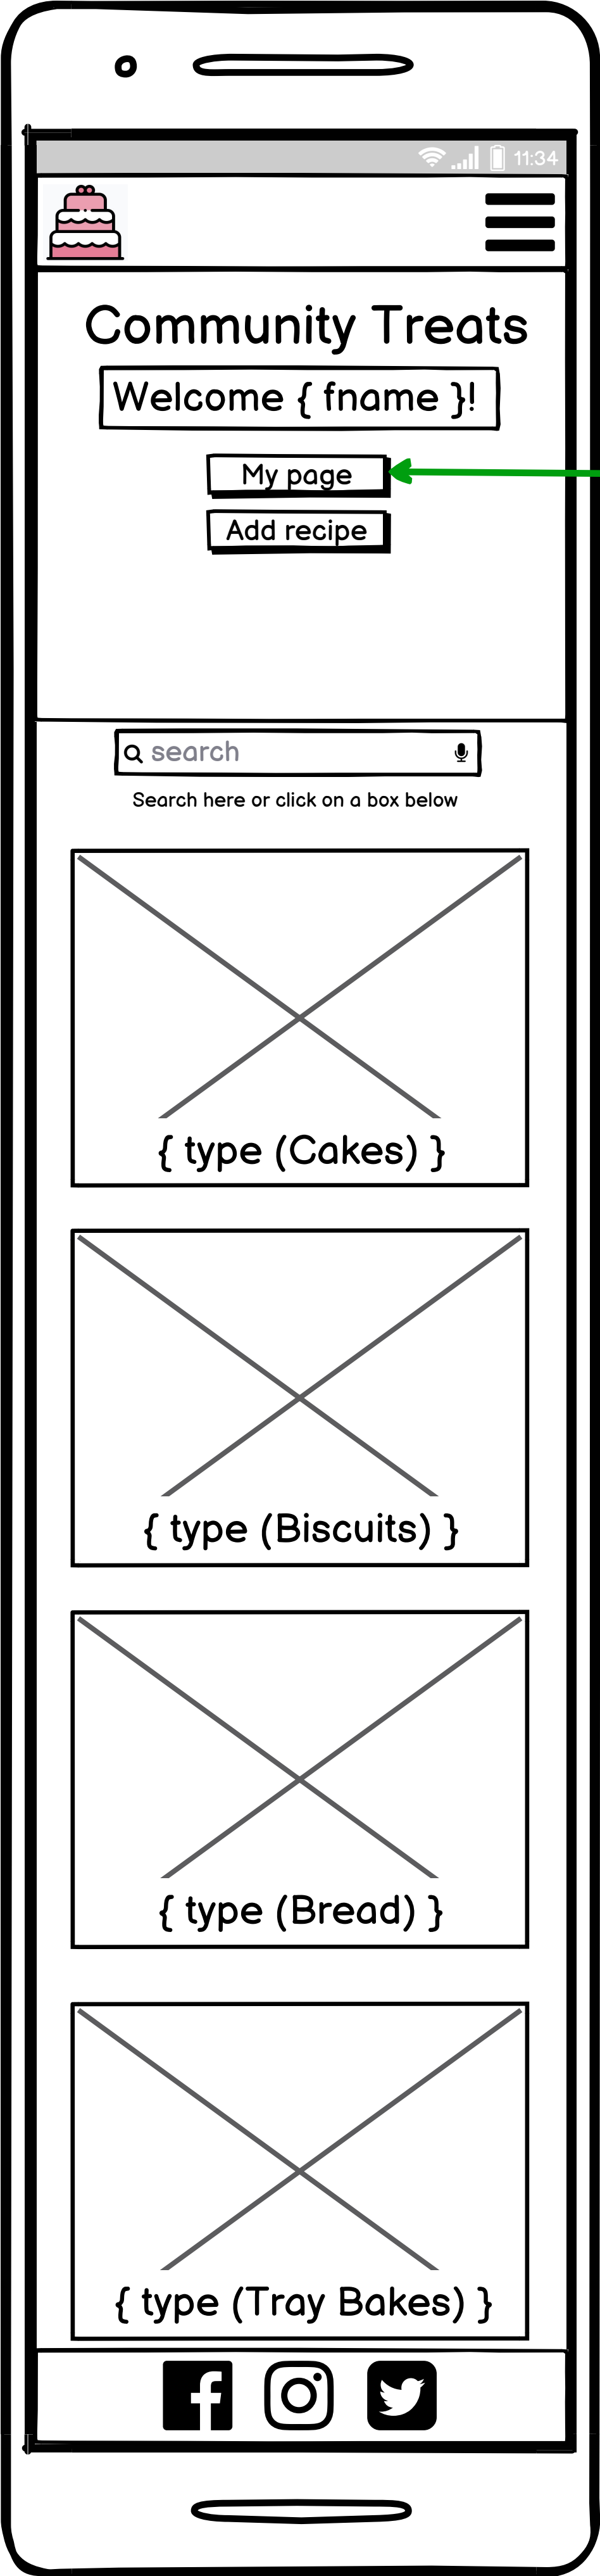 11:34
Community Treats
Welcome { fname }!
My page
Add recipe
search
Search here or click on a box below
{ type (Cakes) }
{ type (Biscuits) }
{ type (Bread) }
{ type (Tray Bakes) }